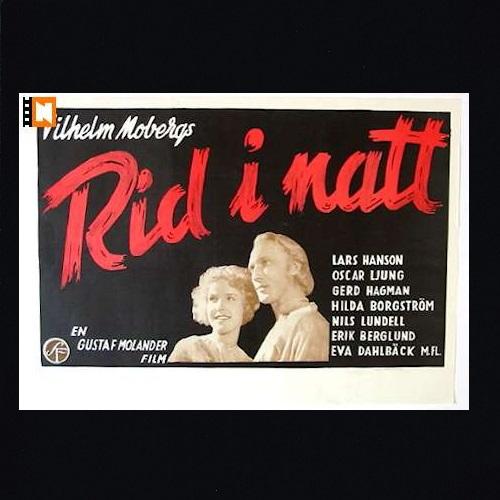 Vilhelm Mobergs
Rid i natt
LARS HANSON
OSCAR LJUNG
GERD HAGMAN
HILDA BORGSTRÖM
NILS LUNDELL
ERIK BERGLUND
EVA DAHLBÄCK M.FL.
EN
GUSTAF MOLANDER
FILM
SF